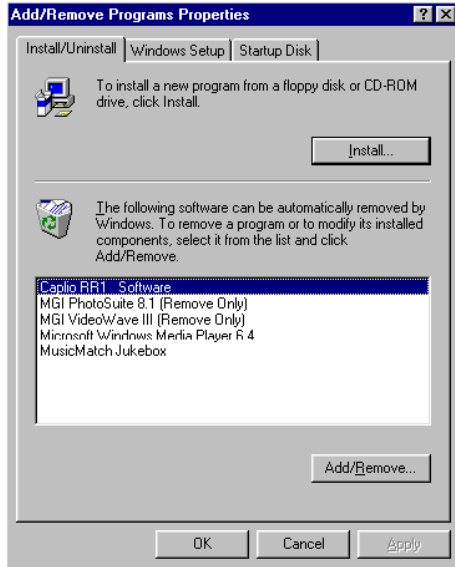 Add/Remove Programs Properties
Install/Uninstall
Windows Setup
Startup Disk
To install a new program from a floppy disk or CD-ROM
drive, click Install.
Install...
The following software can be automatically removed by
Windows. To remove a program or to modify its installed
components, select it from the list and click
Add/Remove.
Caplio RR1 Software
MGI PhotoSuite 8.1 (Remove Only)
MGI VideoWave III (Remove Only)
Microsoft Windows Media Player 6.4
MusicMatch Jukebox
Add/Remove...
OK
Cancel
Apply